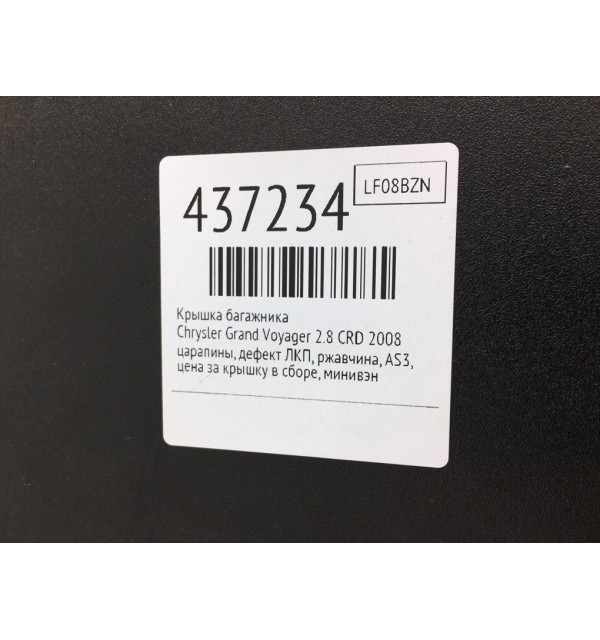 437234
LF08BZN
Крышка багажника
Chrysler Grand Voyager 2.8 CRD 2008
царапины, дефект ЛКП, ржавчина, AS3,
цена за крышку в сборе, минивэн